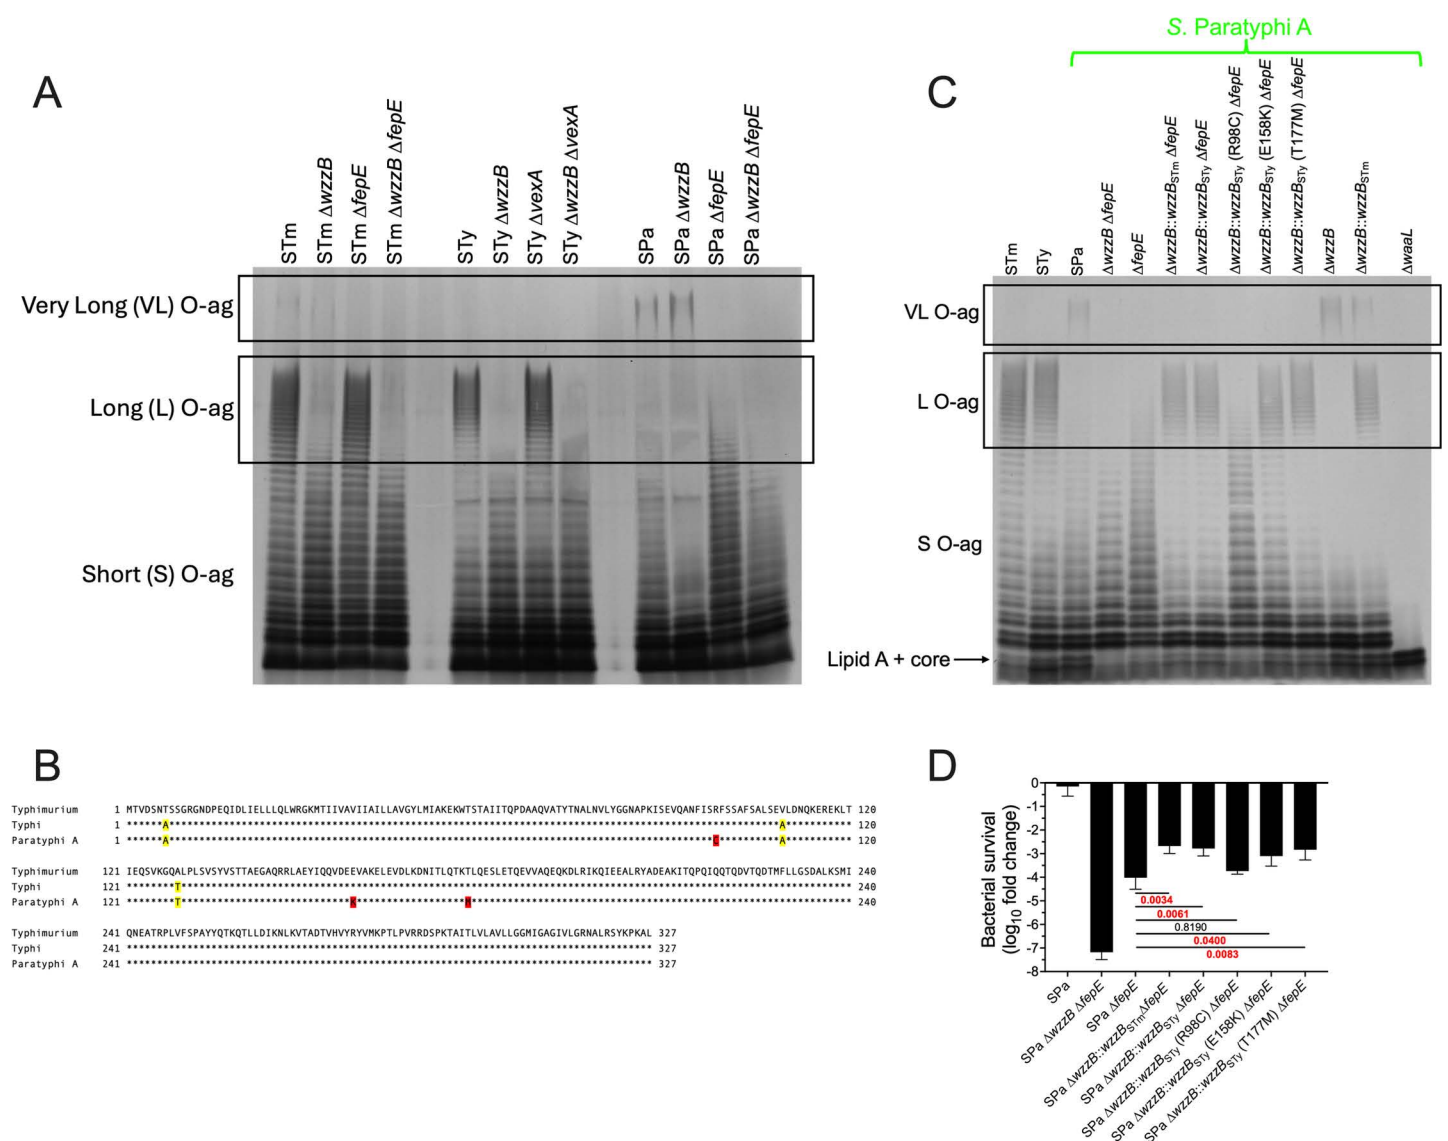 S. Paratyphi A
A
C
STm
STm ΔwzzB
STm ΔfepE
STm ΔwzzB ΔfepE
STy
STy ΔwzzB
STy ΔvexA
STy ΔwzzB ΔvexA
SPa
SPa ΔwzzB
SPa ΔfepE
SPa ΔwzzB ΔfepE
Very Long (VL) O-ag
Long (L) O-ag
Short (S) O-ag
STm
STy
SPa
ΔwzzB ΔfepE
ΔfepE
ΔwzzB::wzzBSTm ΔfepE
ΔwzzB::wzzBSTy ΔfepE
ΔwzzB::wzzBSTy (R98C) ΔfepE
ΔwzzB::wzzBSTy (E158K) ΔfepE
ΔwzzB::wzzBSTy (T177M) ΔfepE
ΔwzzB
ΔwzzB::wzzBSTm
ΔwaaL
VL O-ag
L O-ag
S O-ag
Lipid A + core
B
Typhimurium 1 MTVDSNTSSGRGNDPEQIDLIELLLQLWRGKMTIIVAVIIAILLAVGYLMIAKEKWTSTAIITQPDAAQVATYTNALNVLYGGNAPKISEVQANFISRFSSAFSALSEVLDNQKEREKLT 120
Typhi 1 ******A*****************************************************************************************************A*********** 120
Paratyphi A 1 ******A******************************************************************************************C**********A*********** 120
Typhimurium 121 IEQSVKGQALPLSVSYVSTTAEGAQRRLAEYIQQVDEEVAKELEVDLKDNITLQTKTLQESLETQEVVAQEQKDLRIKQIEEALRYADEAKITQPQIQQTQDVTQDTMFLLGSDALKSMI 240
Typhi 121 ********T*************************************************************************************************************** 240
Paratyphi A 121 ********T****************************K******************M*************************************************************** 240
Typhimurium 241 QNEATRPLVFSPAYYQTKQTLLDIKNLKVTADTVHVYRYVMKPTLPVRRDSPKTAITLVLAVLLGGMIGAGIVLGRNALRSYKPKAL 327
Typhi 241 *************************************************************************************** 327
Paratyphi A 241 *************************************************************************************** 327
D
Bacterial survival
(log10 fold change)
0
-1
-2
-3
-4
-5
-6
-7
-8
0.0034
0.0061
0.8190
0.0400
0.0083
SPa
SPa ΔwzzB ΔfepE
SPa ΔfepE
SPa ΔwzzB::wzzBSTm ΔfepE
SPa ΔwzzB::wzzBSTy ΔfepE
SPa ΔwzzB::wzzBSTy (R98C) ΔfepE
SPa ΔwzzB::wzzBSTy (E158K) ΔfepE
SPa ΔwzzB::wzzBSTy (T177M) ΔfepE